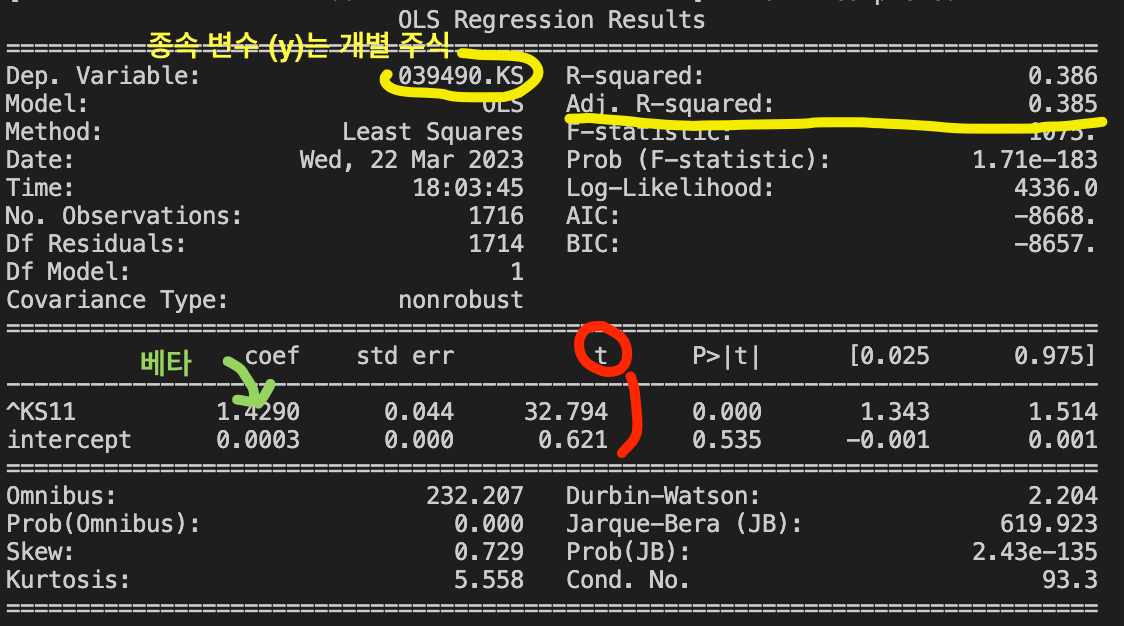 OLS Regression Results
종속 변수 (y)는 개별 주식
Dep. Variable: 039490.KS R-squared: 0.386
Model: OLS Adj. R-squared: 0.385
Method: Least Squares F-statistic: 1075.
Date: Wed, 22 Mar 2023 Prob (F-statistic): 1.71e-183
Time: 18:03:45 Log-Likelihood: 4336.0
No. Observations: 1716 AIC: -8668.
Df Residuals: 1714 BIC: -8657.
Df Model: 1
Covariance Type: nonrobust
베타 coef std err t P>|t| [0.025 0.975]
^KS11 1.4290 0.044 32.794 0.000 1.343 1.514
intercept 0.0003 0.000 0.621 0.535 -0.001 0.001
Omnibus: 232.207 Durbin-Watson: 2.204
Prob(Omnibus): 0.000 Jarque-Bera (JB): 619.923
Skew: 0.729 Prob(JB): 2.43e-135
Kurtosis: 5.558 Cond. No. 93.3